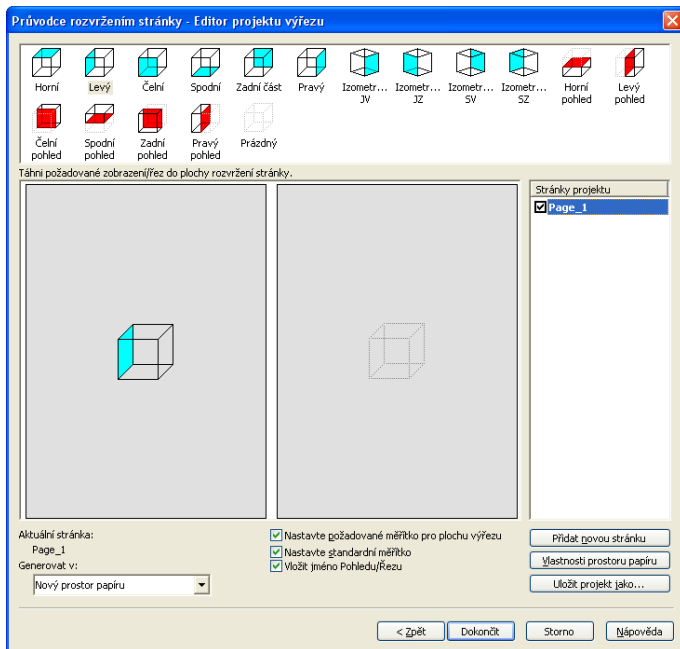 Průvodce rozvržením stránky - Editor projektu výřezu
Horní
Levý
Čelní
Spodní
Zadní část
Pravý
Izometr... JV
Izometr... JZ
Izometr... SV
Izometr... SZ
Horní pohled
Levý pohled
Čelní pohled
Spodní pohled
Zadní pohled
Pravý pohled
Prázdný
Táhni požadované zobrazení/řez do plochy rozvržení stránky.
Stránky projektu
Page_1
Aktuální stránka:
Page_1
Generovat v:
Nový prostor papíru
Nastavte požadované měřítko pro plochu výřezu
Nastavte standardní měřítko
Vložit jméno Pohledu/Řezu
Přidat novou stránku
Vlastnosti prostoru papíru
Uložit projekt jako...
< Zpět
Dokončit
Storno
Nápověda